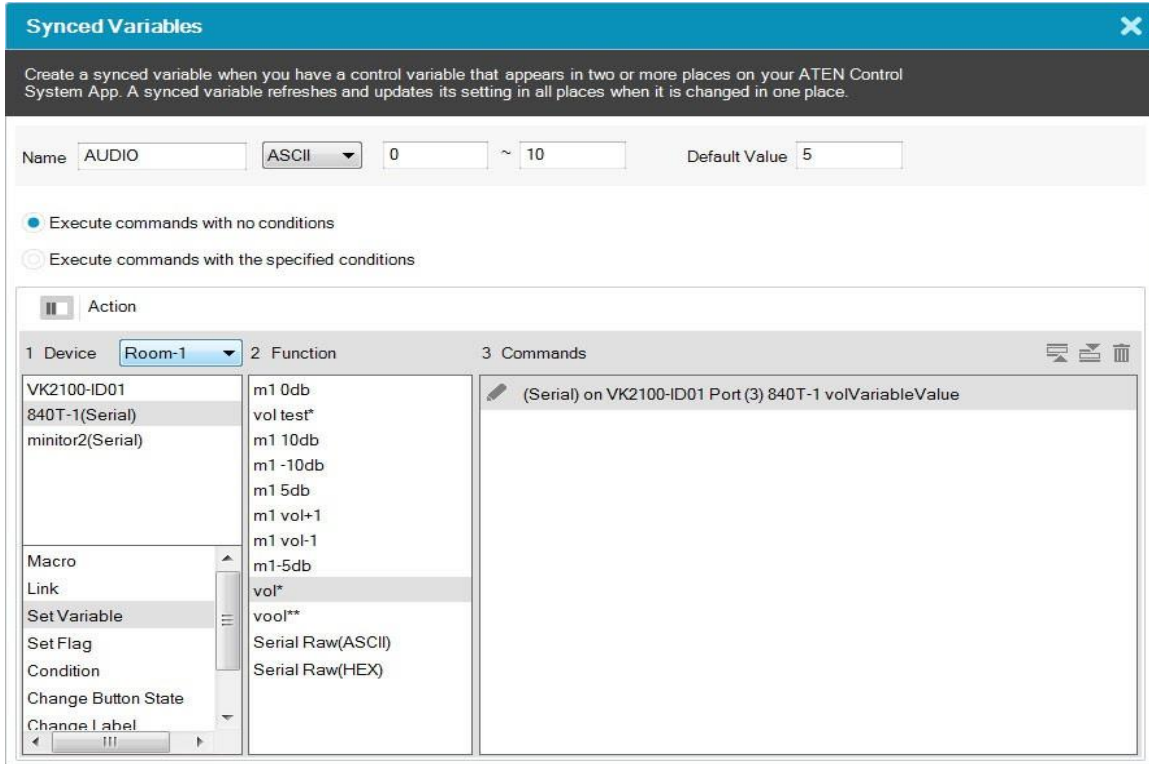 Synced Variables
Create a synced variable when you have a control variable that appears in two or more places on your ATEN Control
System App. A synced variable refreshes and updates its setting in all places when it is changed in one place.
Name AUDIO ASCII 0 ~ 10 Default Value 5
Execute commands with no conditions
Execute commands with the specified conditions
Action
1 Device Room-1 2 Function 3 Commands
VK2100-ID01
840T-1(Serial)
minitor2(Serial)
Macro
Link
Set Variable
Set Flag
Condition
Change Button State
Change Label
m1 0db
vol test*
m1 10db
m1 -10db
m1 5db
m1 vol+1
m1 vol-1
m1-5db
vol*
vool**
Serial Raw(ASCII)
Serial Raw(HEX)
(Serial) on VK2100-ID01 Port (3) 840T-1 volVariableValue